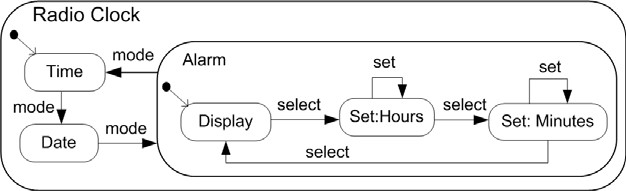 Radio Clock
Time
mode
mode
Date
mode
Alarm
Display
select
set
Set:Hours
select
set
Set: Minutes
select